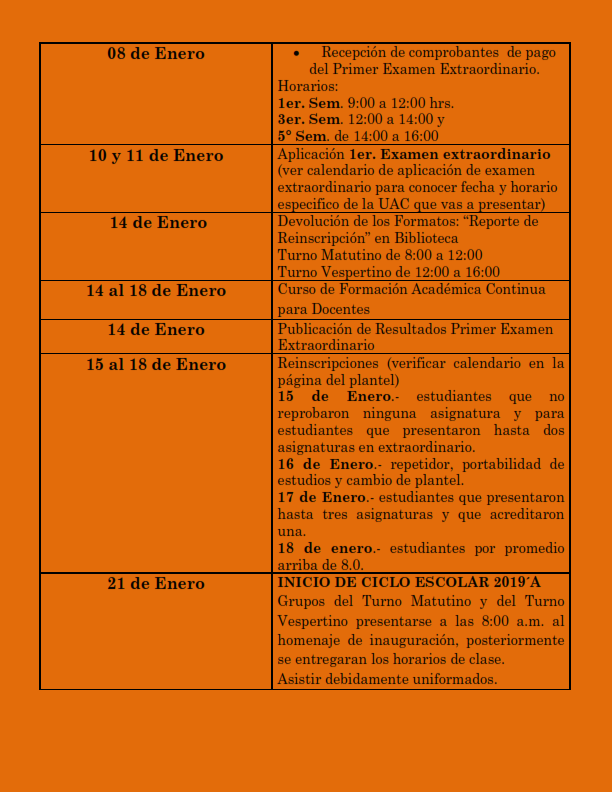 08 de Enero
• Recepción de comprobantes de pago
del Primer Examen Extraordinario.
Horarios:
1er. Sem. 9:00 a 12:00 hrs.
3er. Sem. 12:00 a 14:00 y
5° Sem. de 14:00 a 16:00
10 y 11 de Enero
Aplicación 1er. Examen extraordinario
(ver calendario de aplicación de examen
extraordinario para conocer fecha y horario
especifico de la UAC que vas a presentar)
14 de Enero
Devolución de los Formatos: “Reporte de
Reinscripción” en Biblioteca
Turno Matutino de 8:00 a 12:00
Turno Vespertino de 12:00 a 16:00
14 al 18 de Enero
Curso de Formación Académica Continua
para Docentes
14 de Enero
Publicación de Resultados Primer Examen
Extraordinario
15 al 18 de Enero
Reinscripciones (verificar calendario en la
página del plantel)
15 de Enero.- estudiantes que no
reprobaron ninguna asignatura y para
estudiantes que presentaron hasta dos
asignaturas en extraordinario.
16 de Enero.- repetidor, portabilidad de
estudios y cambio de plantel.
17 de Enero.- estudiantes que presentaron
hasta tres asignaturas y que acreditaron
una.
18 de enero.- estudiantes por promedio
arriba de 8.0.
21 de Enero
INICIO DE CICLO ESCOLAR 2019´A
Grupos del Turno Matutino y del Turno
Vespertino presentarse a las 8:00 a.m. al
homenaje de inauguración, posteriormente
se entregaran los horarios de clase.
Asistir debidamente uniformados.